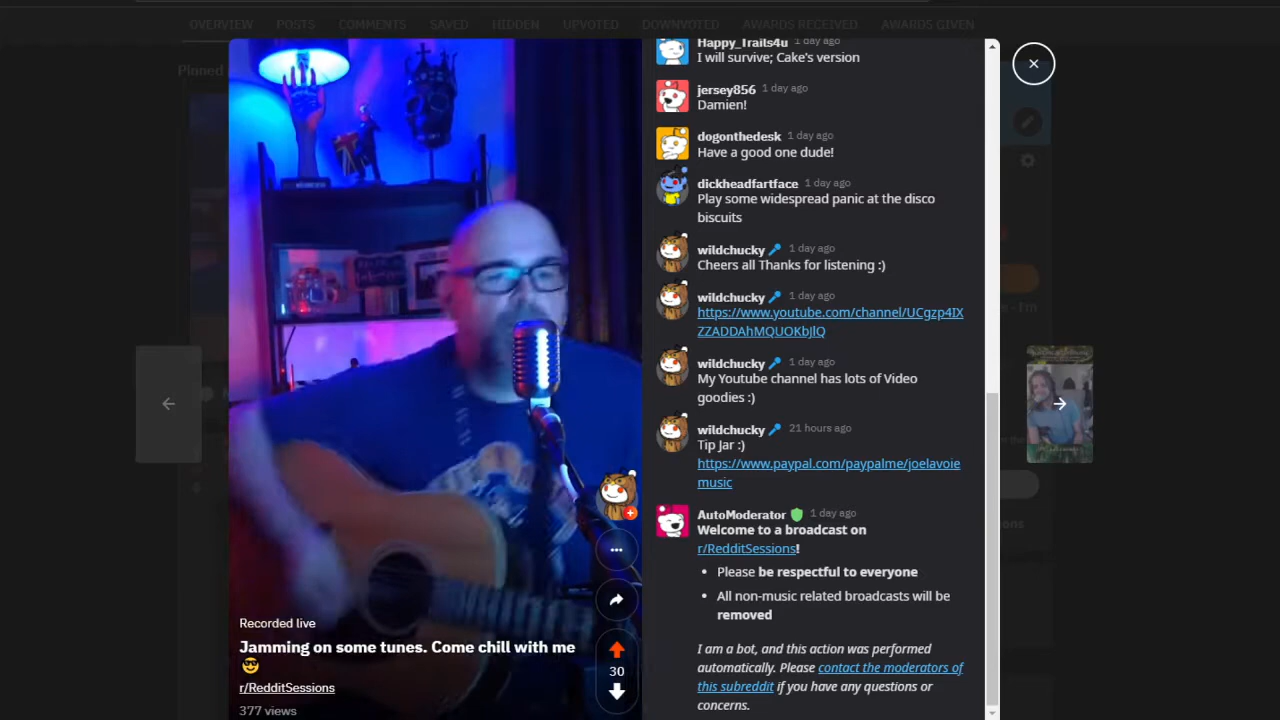 OVERVIEW POSTS COMMENTS SAVED HIDDEN UPVOTED DOWNVOTED AWARDS RECEIVED AWARDS GIVEN
Pinned
Recorded live
Jamming on some tunes. Come chill with me
😎
r/RedditSessions
377 views
30
Happy_Trails4u 1 day ago
I will survive; Cake's version
jersey856 1 day ago
Damien!
dogonthedesk 1 day ago
Have a good one dude!
dickheadfartface 1 day ago
Play some widespread panic at the disco
biscuits
wildchucky 1 day ago
Cheers all Thanks for listening :)
wildchucky 1 day ago
https://www.youtube.com/channel/UCgzp4IX
ZZADDAhMQUOKbJlQ
wildchucky 1 day ago
My Youtube channel has lots of Video
goodies :)
wildchucky 21 hours ago
Tip Jar :)
https://www.paypal.com/paypalme/joelavoie
music
AutoModerator 1 day ago
Welcome to a broadcast on
r/RedditSessions!
• Please be respectful to everyone
• All non-music related broadcasts will be
removed
I am a bot, and this action was performed
automatically. Please contact the moderators of
this subreddit if you have any questions or
concerns.